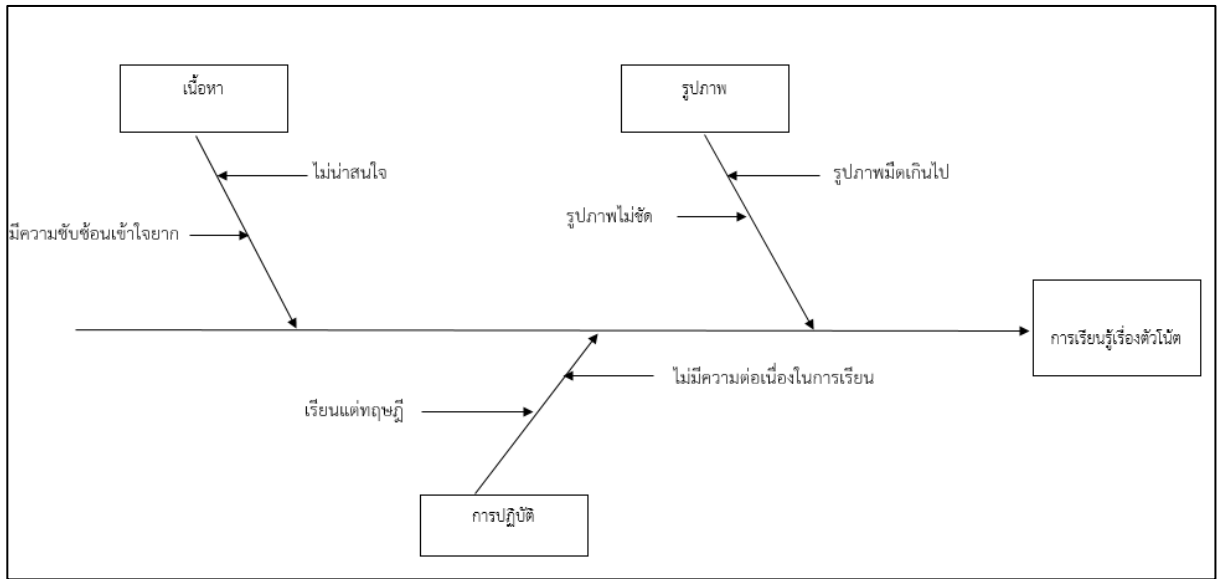 เนื้อหา
รูปภาพ
ไม่น่าสนใจ
รูปภาพมืดเกินไป
รูปภาพไม่ชัด
มีความซับซ้อนเข้าใจยาก
การเรียนรู้เรื่องตัวโน้ต
ไม่มีความต่อเนื่องในการเรียน
เรียนแต่ทฤษฎี
การปฏิบัติ